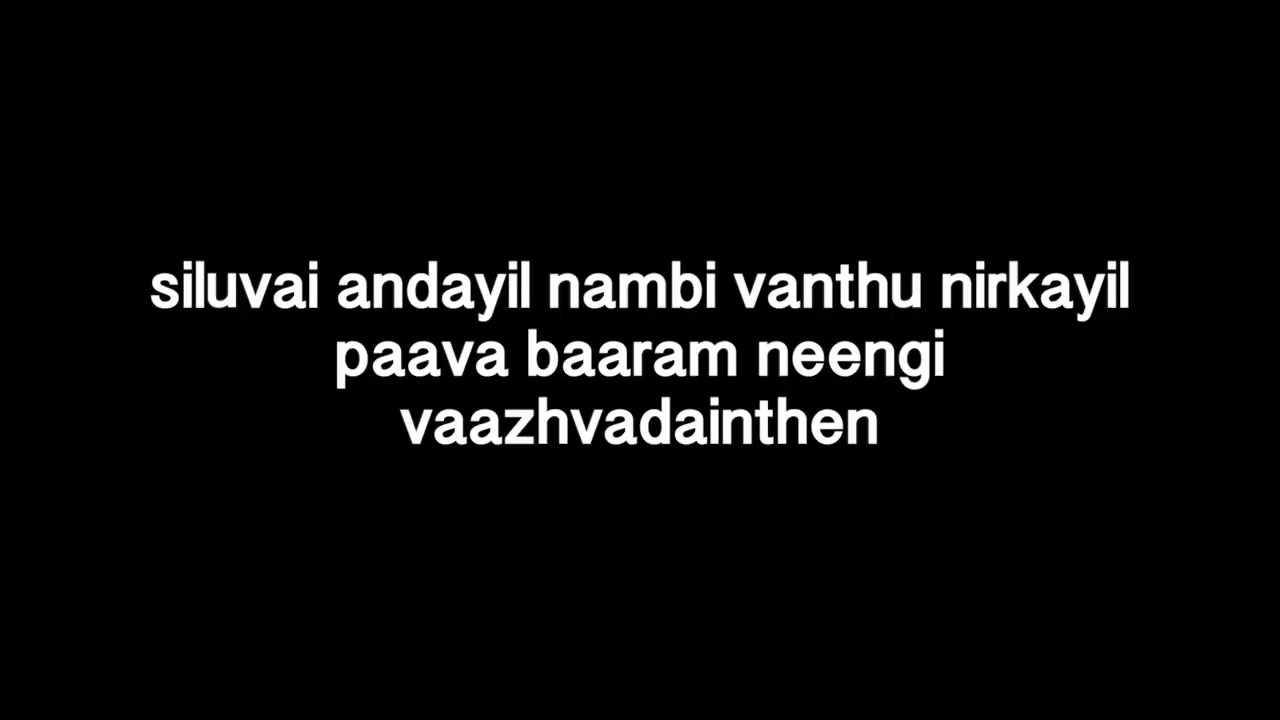 siluvai andayil nambi vanthu nirkayil
paava baaram neengi
vaazhvadainthen